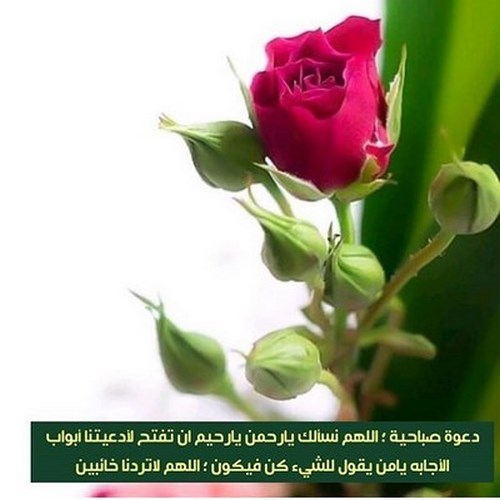 دعوة صباحية ؛ اللهم نسألك يارحمن يارحيم ان تفتح لأدعيتنا أبواب
الأجابه يامن يقول للشيء كن فيكون ؛ اللهم لاتردنا خائبين